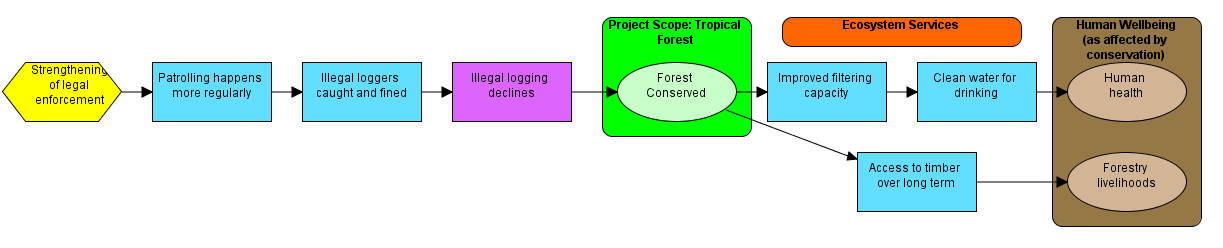 Strengthening
of legal
enforcement
Patrolling happens
more regularly
Illegal loggers
caught and fined
Illegal logging
declines
Project Scope: Tropical
Forest
Forest
Conserved
Ecosystem Services
Improved filtering
capacity
Clean water for
drinking
Access to timber
over long term
Human Wellbeing
(as affected by
conservation)
Human
health
Forestry
livelihoods